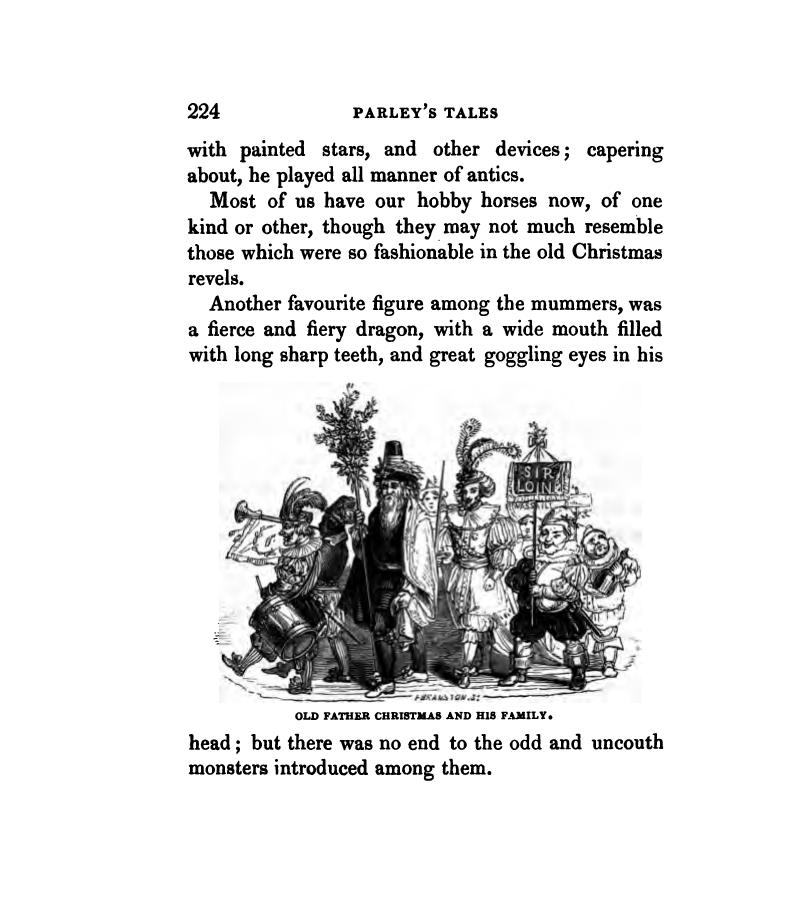 224 PARLEY'S TALES
with painted stars, and other devices; capering
about, he played all manner of antics.
Most of us have our hobby horses now, of one
kind or other, though they may not much resemble
those which were so fashionable in the old Christmas
revels.
Another favourite figure among the mummers, was
a fierce and fiery dragon, with a wide mouth filled
with long sharp teeth, and great goggling eyes in his
SIR
LOIN
OLD FATHER CHRISTMAS AND HIS FAMILY.
head; but there was no end to the odd and uncouth
monsters introduced among them.